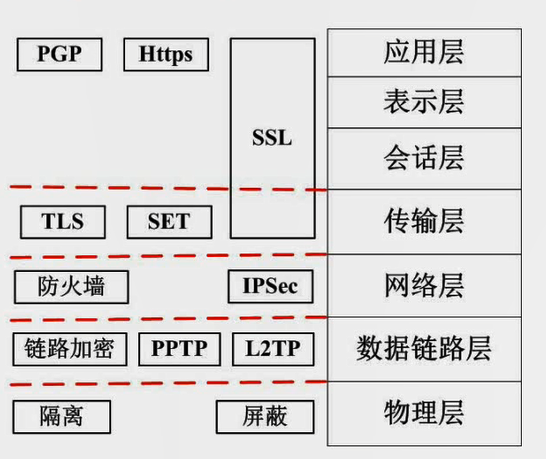 PGP Https SSL 应用层
表示层
会话层
TLS SET 传输层
防火墙 IPSec 网络层
链路加密 PPTP L2TP 数据链路层
隔离 屏蔽 物理层